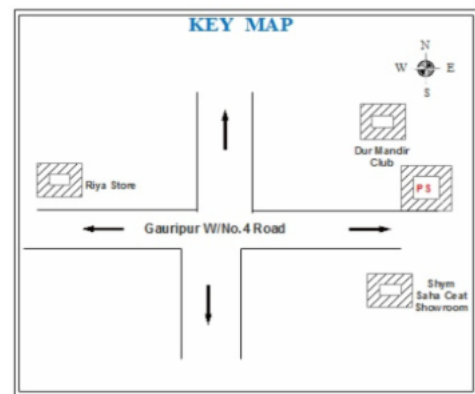 KEY MAP
N
W E
S
Dur Mandir
Club
Riya Store
PS
Gauripur W/No.4 Road
Shym
Saha Ceat
Showroom